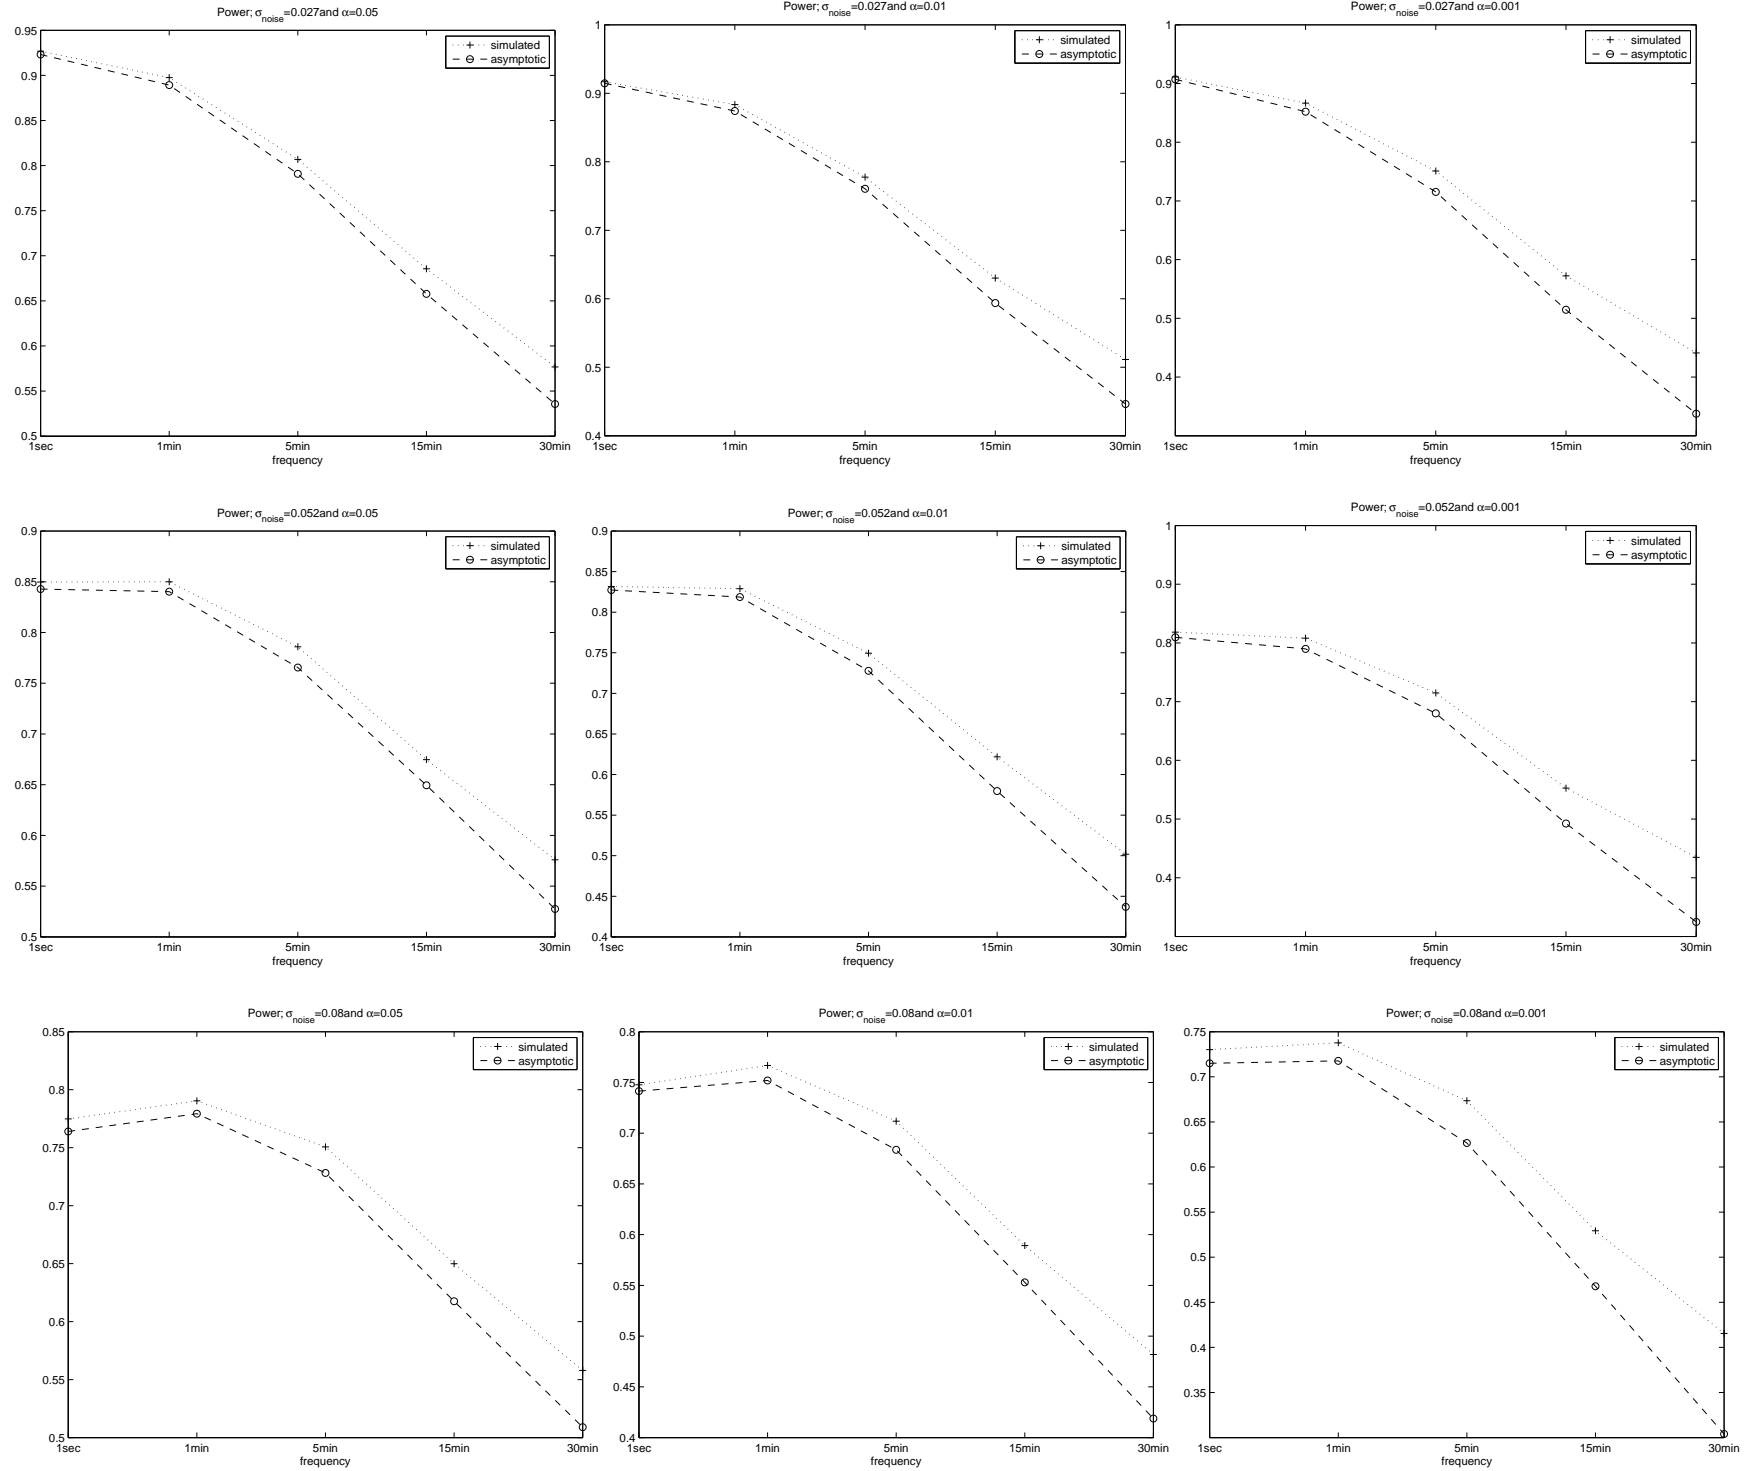 Power; σnoise=0.027and α=0.05
simulated
asymptotic
0.95
0.9
0.85
0.8
0.75
0.7
0.65
0.6
0.55
0.5
1sec 1min 5min 15min 30min
frequency
Power; σnoise=0.027and α=0.01
simulated
asymptotic
1
0.9
0.8
0.7
0.6
0.5
0.4
1sec 1min 5min 15min 30min
frequency
Power; σnoise=0.027and α=0.001
simulated
asymptotic
1
0.9
0.8
0.7
0.6
0.5
0.4
1sec 1min 5min 15min 30min
frequency
Power; σnoise=0.052and α=0.05
simulated
asymptotic
0.9
0.85
0.8
0.75
0.7
0.65
0.6
0.55
0.5
1sec 1min 5min 15min 30min
frequency
Power; σnoise=0.052and α=0.01
simulated
asymptotic
0.9
0.85
0.8
0.75
0.7
0.65
0.6
0.55
0.5
0.45
0.4
1sec 1min 5min 15min 30min
frequency
Power; σnoise=0.052and α=0.001
simulated
asymptotic
1
0.9
0.8
0.7
0.6
0.5
0.4
1sec 1min 5min 15min 30min
frequency
Power; σnoise=0.08and α=0.05
simulated
asymptotic
0.85
0.8
0.75
0.7
0.65
0.6
0.55
0.5
1sec 1min 5min 15min 30min
frequency
Power; σnoise=0.08and α=0.01
simulated
asymptotic
0.8
0.75
0.7
0.65
0.6
0.55
0.5
0.45
0.4
1sec 1min 5min 15min 30min
frequency
Power; σnoise=0.08and α=0.001
simulated
asymptotic
0.75
0.7
0.65
0.6
0.55
0.5
0.45
0.4
0.35
1sec 1min 5min 15min 30min
frequency